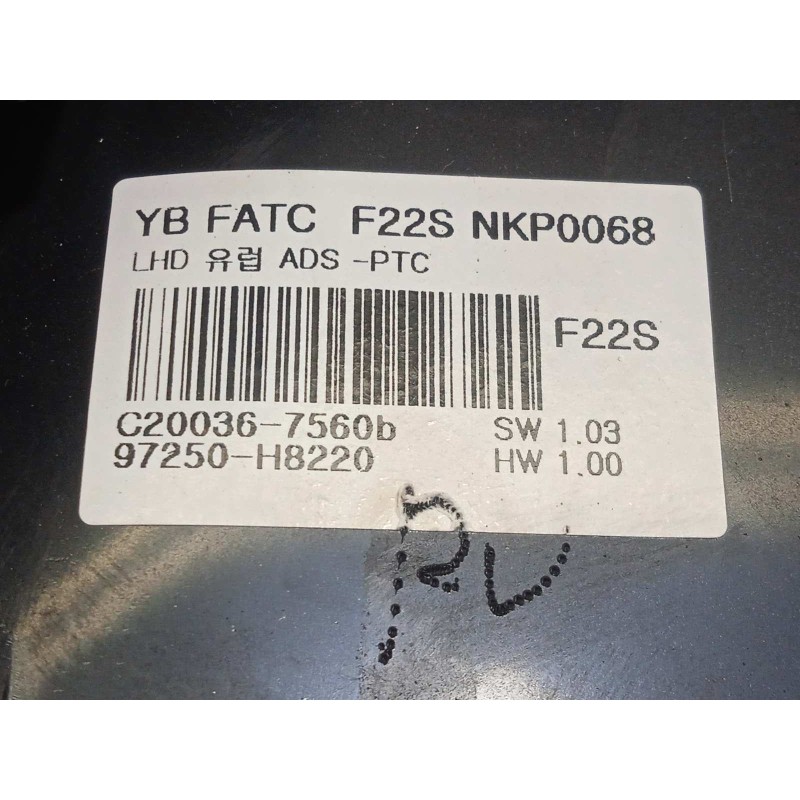 YB FATC F22S NKP0068
LHD 유럽 ADS -PTC
F22S
C20036-7560b SW 1.03
97250-H8220 HW 1.00